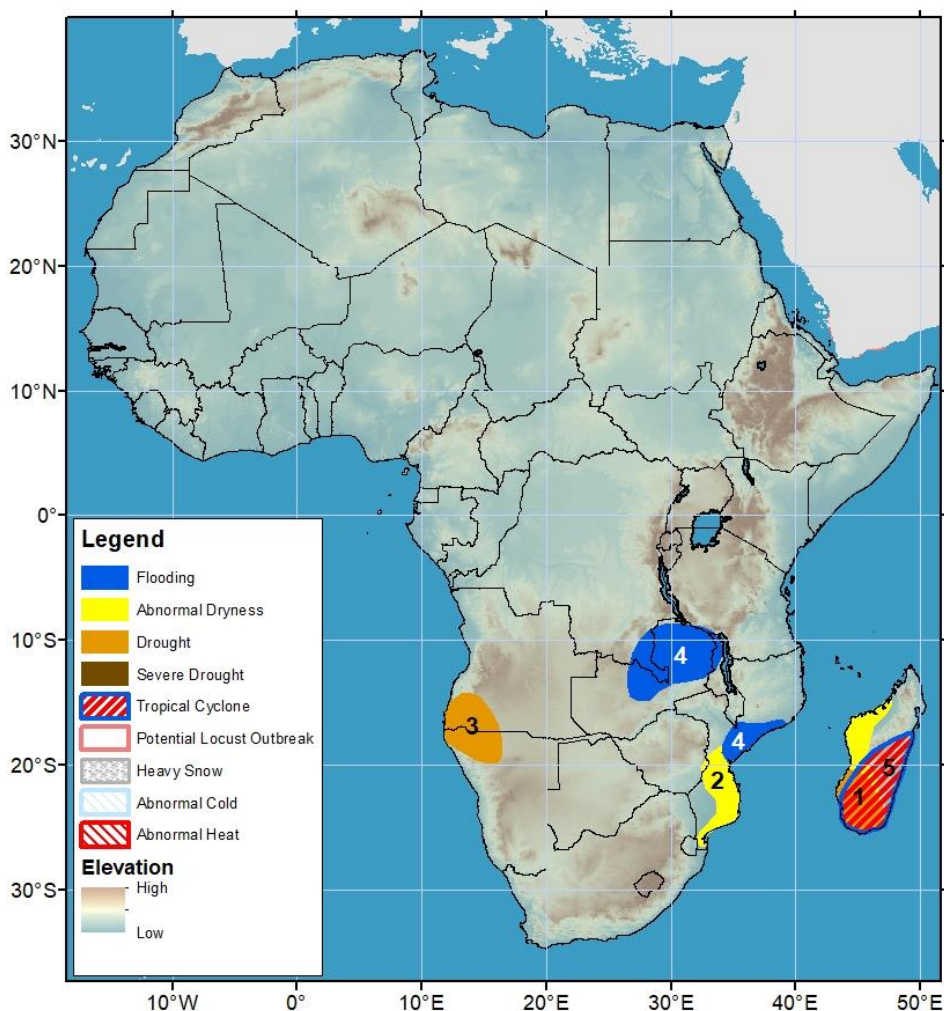 30°N
20°N
10°N
0°
10°S
20°S
30°S
Legend
Flooding
Abnormal Dryness
Drought
Severe Drought
Tropical Cyclone
Potential Locust Outbreak
Heavy Snow
Abnormal Cold
Abnormal Heat
Elevation
High
Low
4
3
4
2
5
1
10°W
0°
10°E
20°E
30°E
40°E
50°E